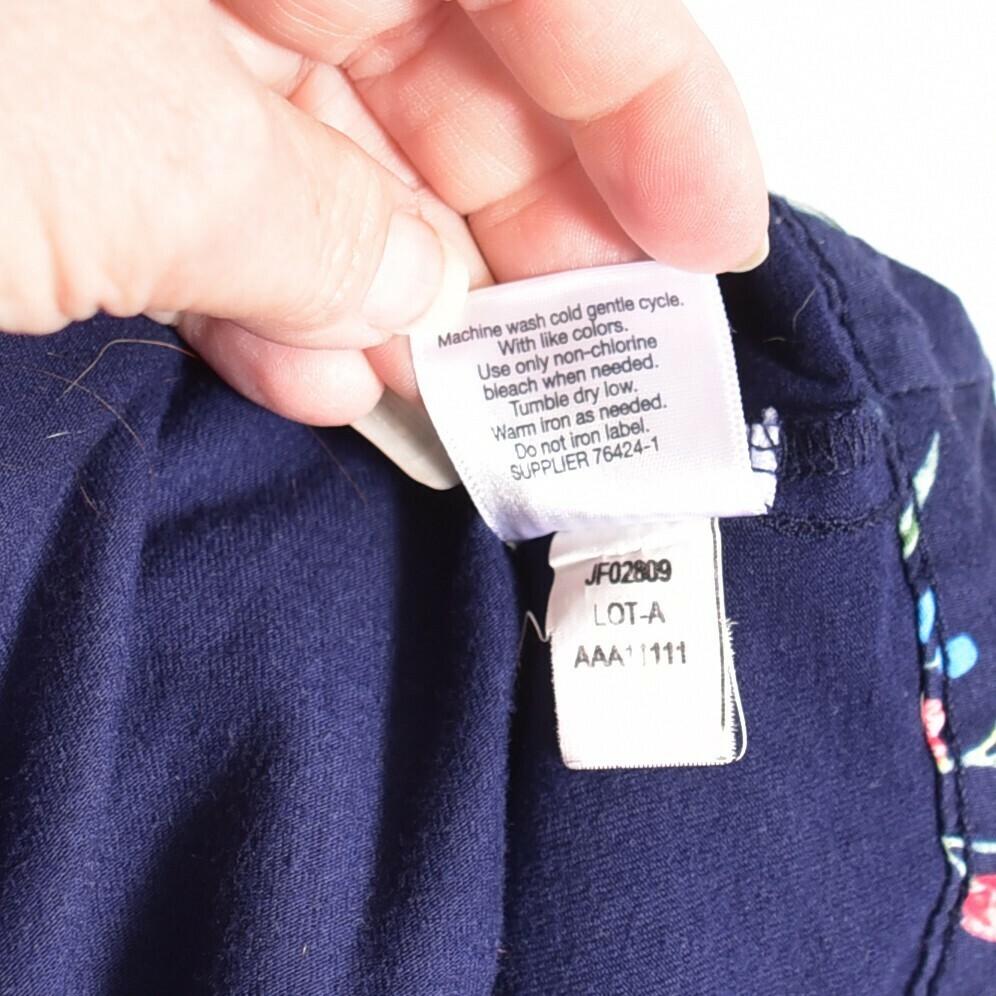 Machine wash cold gentle cycle.
With like colors.
Use only non-chlorine
bleach when needed.
Tumble dry low.
Warm iron as needed.
Do not iron label.
SUPPLIER 76424-1
JF02809
LOT-A
AAA11111